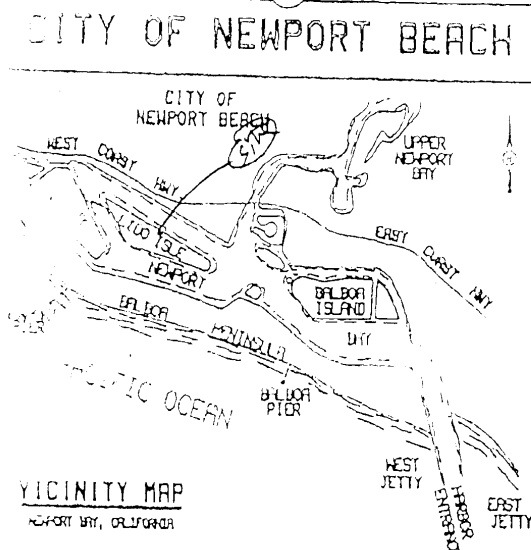 CITY OF NEWPORT BEACH
CITY OF
NEWPORT BEACH
SITE
UPPER
NEWPORT
BAY
WEST COAST HWY
LIDO ISLE
EAST COAST HWY
NEWPORT
BALBOA
ISLAND
BAY
BALBOA PENINSULA
PIER
PACIFIC OCEAN
BALBOA
PIER
WEST
JETTY
HARBOR
ENTRANCE
EAST
JETTY
VICINITY MAP
NEWPORT BAY, CALIFORNIA